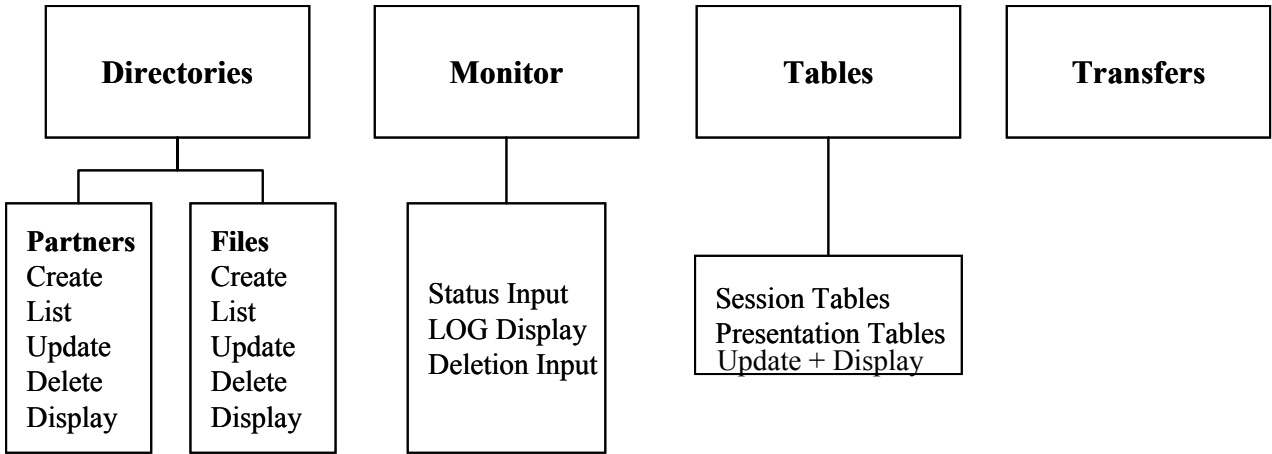 Directories
Monitor
Tables
Transfers
Partners
Create
List
Update
Delete
Display
Files
Create
List
Update
Delete
Display
Status Input
LOG Display
Deletion Input
Session Tables
Presentation Tables
Update + Display